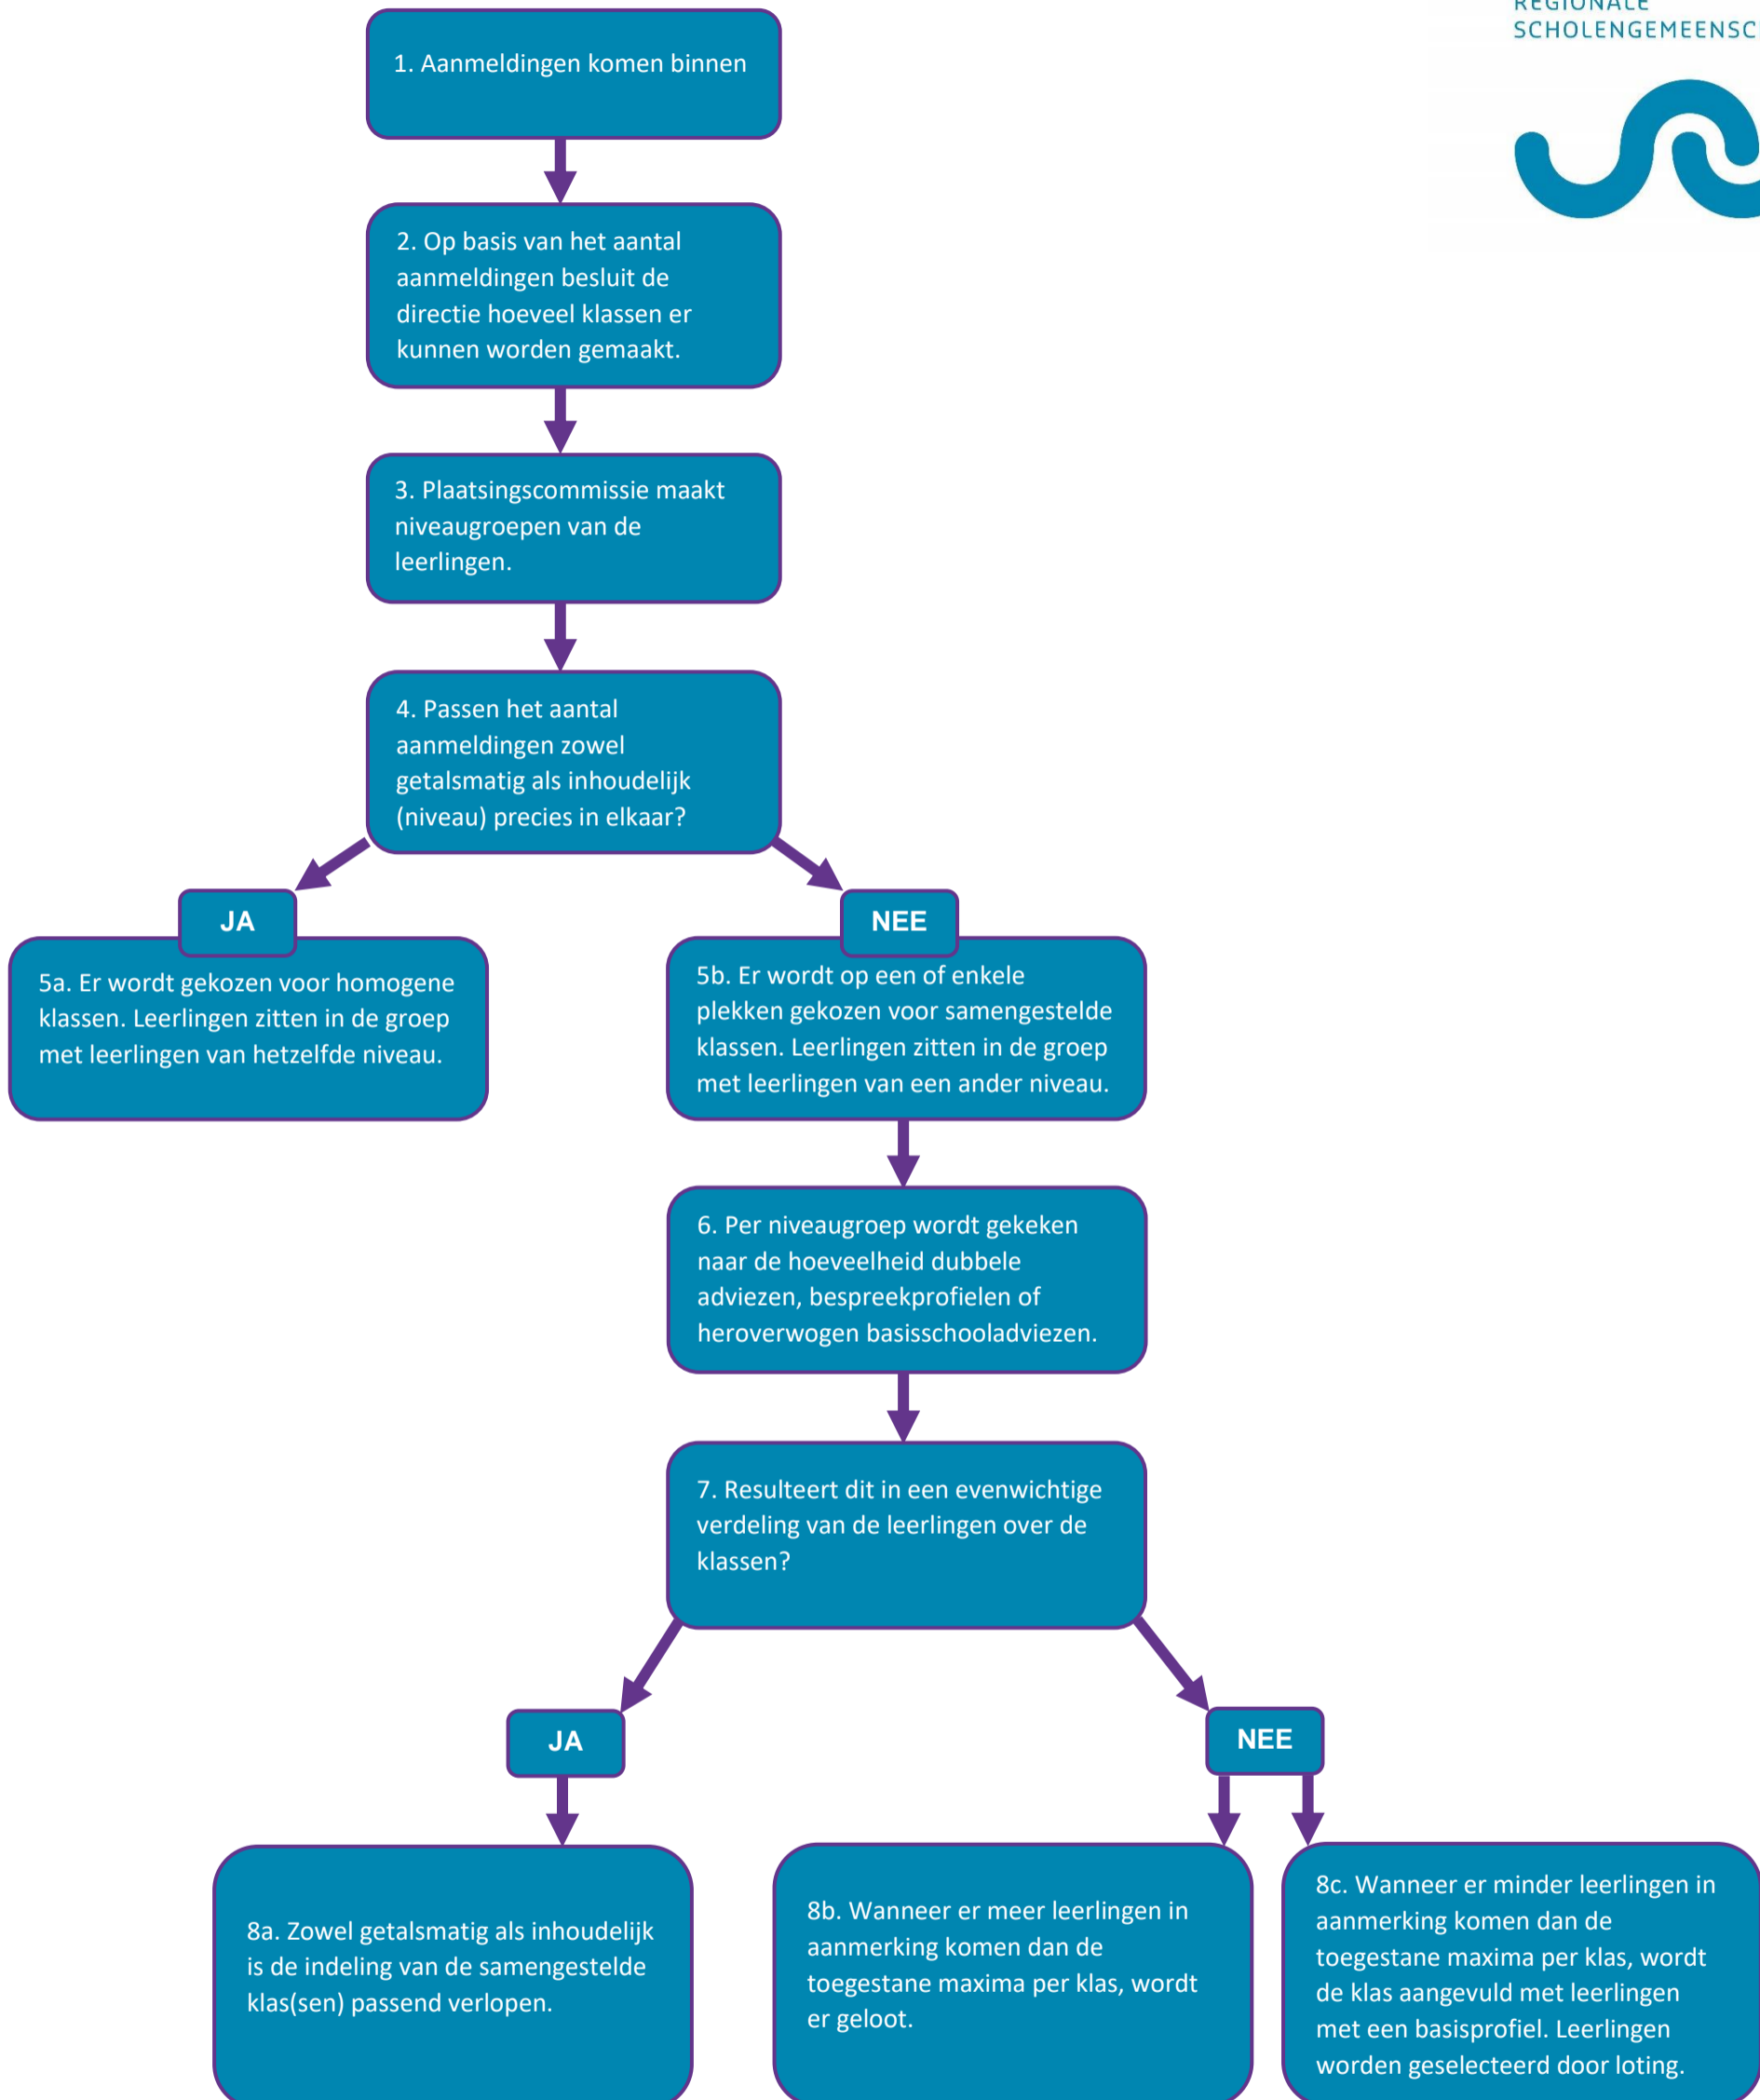 REGIONALE
1. Aanmeldingen komen binnen
2. Op basis van het aantal
aanmeldingen besluit de
directie hoeveel klassen er
kunnen worden gemaakt.
3. Plaatsingscommissie maakt
niveaugroepen van de
leerlingen.
4. Passen het aantal
aanmeldingen zowel
getalsmatig als inhoudelijk
(niveau) precies in elkaar?
JA
5a. Er wordt gekozen voor homogene
klassen. Leerlingen zitten in de groep
met leerlingen van hetzelfde niveau.
NEE
5b. Er wordt op een of enkele
plekken gekozen voor samengestelde
klassen. Leerlingen zitten in de groep
met leerlingen van een ander niveau.
6. Per niveaugroep wordt gekeken
naar de hoeveelheid dubbele
adviezen, bespreekprofielen of
heroverwogen basisschooladviezen.
7. Resulteert dit in een evenwichtige
verdeling van de leerlingen over de
klassen?
JA
8a. Zowel getalsmatig als inhoudelijk
is de indeling van de samengestelde
klas(sen) passend verlopen.
NEE
8b. Wanneer er meer leerlingen in
aanmerking komen dan de
toegestane maxima per klas, wordt
er geloot.
8c. Wanneer er minder leerlingen in
aanmerking komen dan de
toegestane maxima per klas, wordt
de klas aangevuld met leerlingen
met een basisprofiel. Leerlingen
worden geselecteerd door loting.